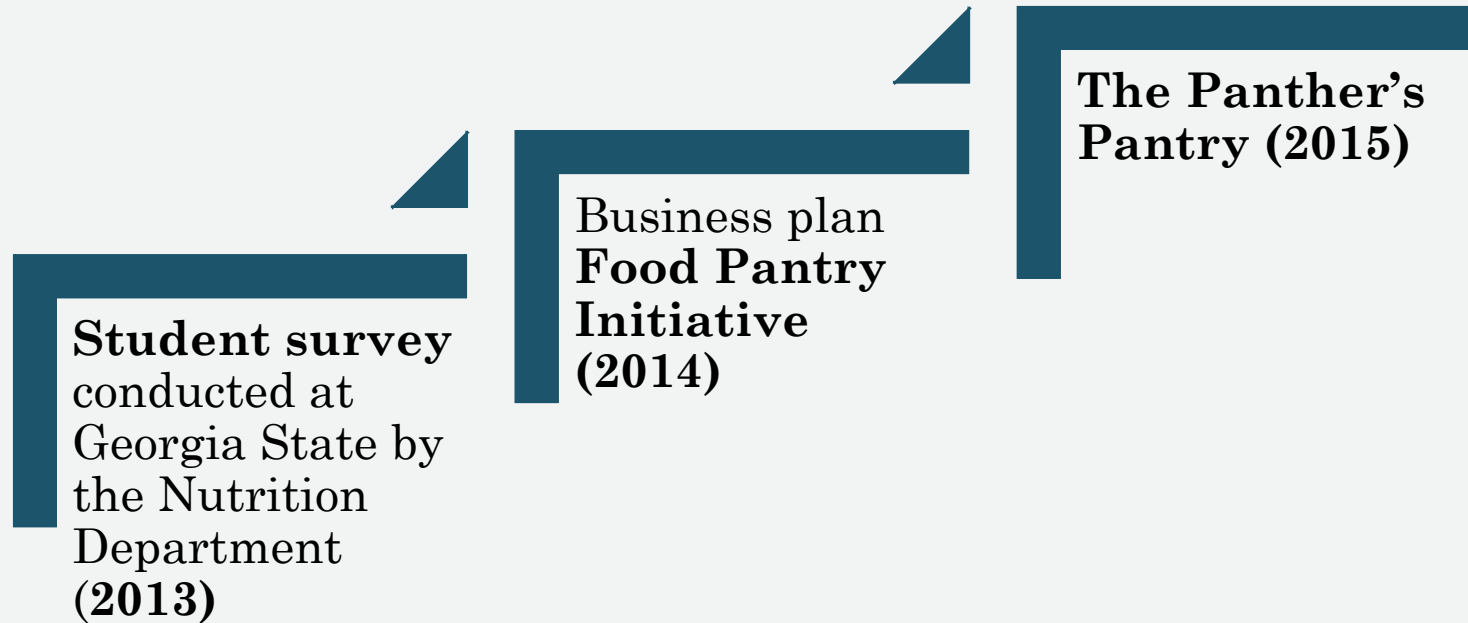 Student survey
conducted at
Georgia State by
the Nutrition
Department
(2013)
Business plan
Food Pantry
Initiative
(2014)
The Panther’s
Pantry (2015)